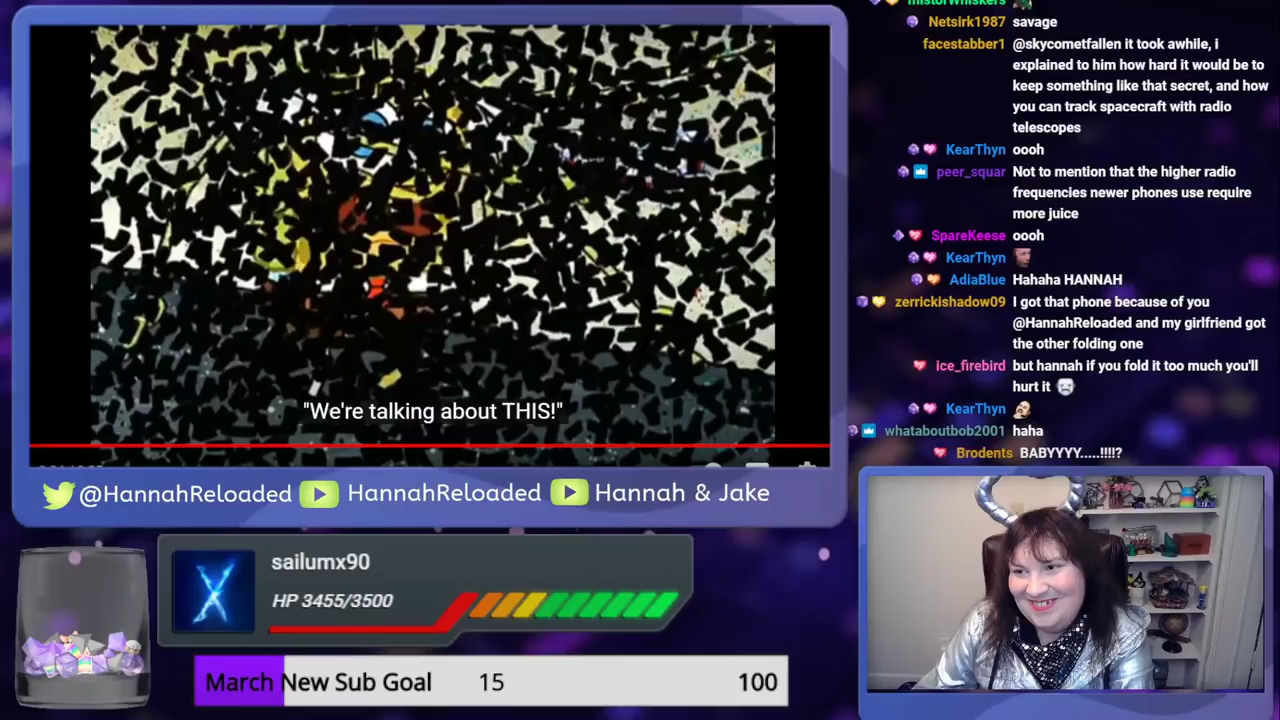 mistorWhiskers
Netsirk1987 savage
facestabber1 @skycometfallen it took awhile, i
explained to him how hard it would be to
keep something like that secret, and how
you can track spacecraft with radio
telescopes
KearThyn oooh
peer_squar Not to mention that the higher radio
frequencies newer phones use require
more juice
SpareKeese oooh
KearThyn
AdiaBlue Hahaha HANNAH
zerrickishadow09 I got that phone because of you
@HannahReloaded and my girlfriend got
the other folding one
ice_firebird but hannah if you fold it too much you'll
hurt it
KearThyn
whataboutbob2001 haha
Brodents BABYYYY.....!!!!?
"We're talking about THIS!"
@HannahReloaded HannahReloaded Hannah & Jake
sailumx90
HP 3455/3500
March New Sub Goal 15 100